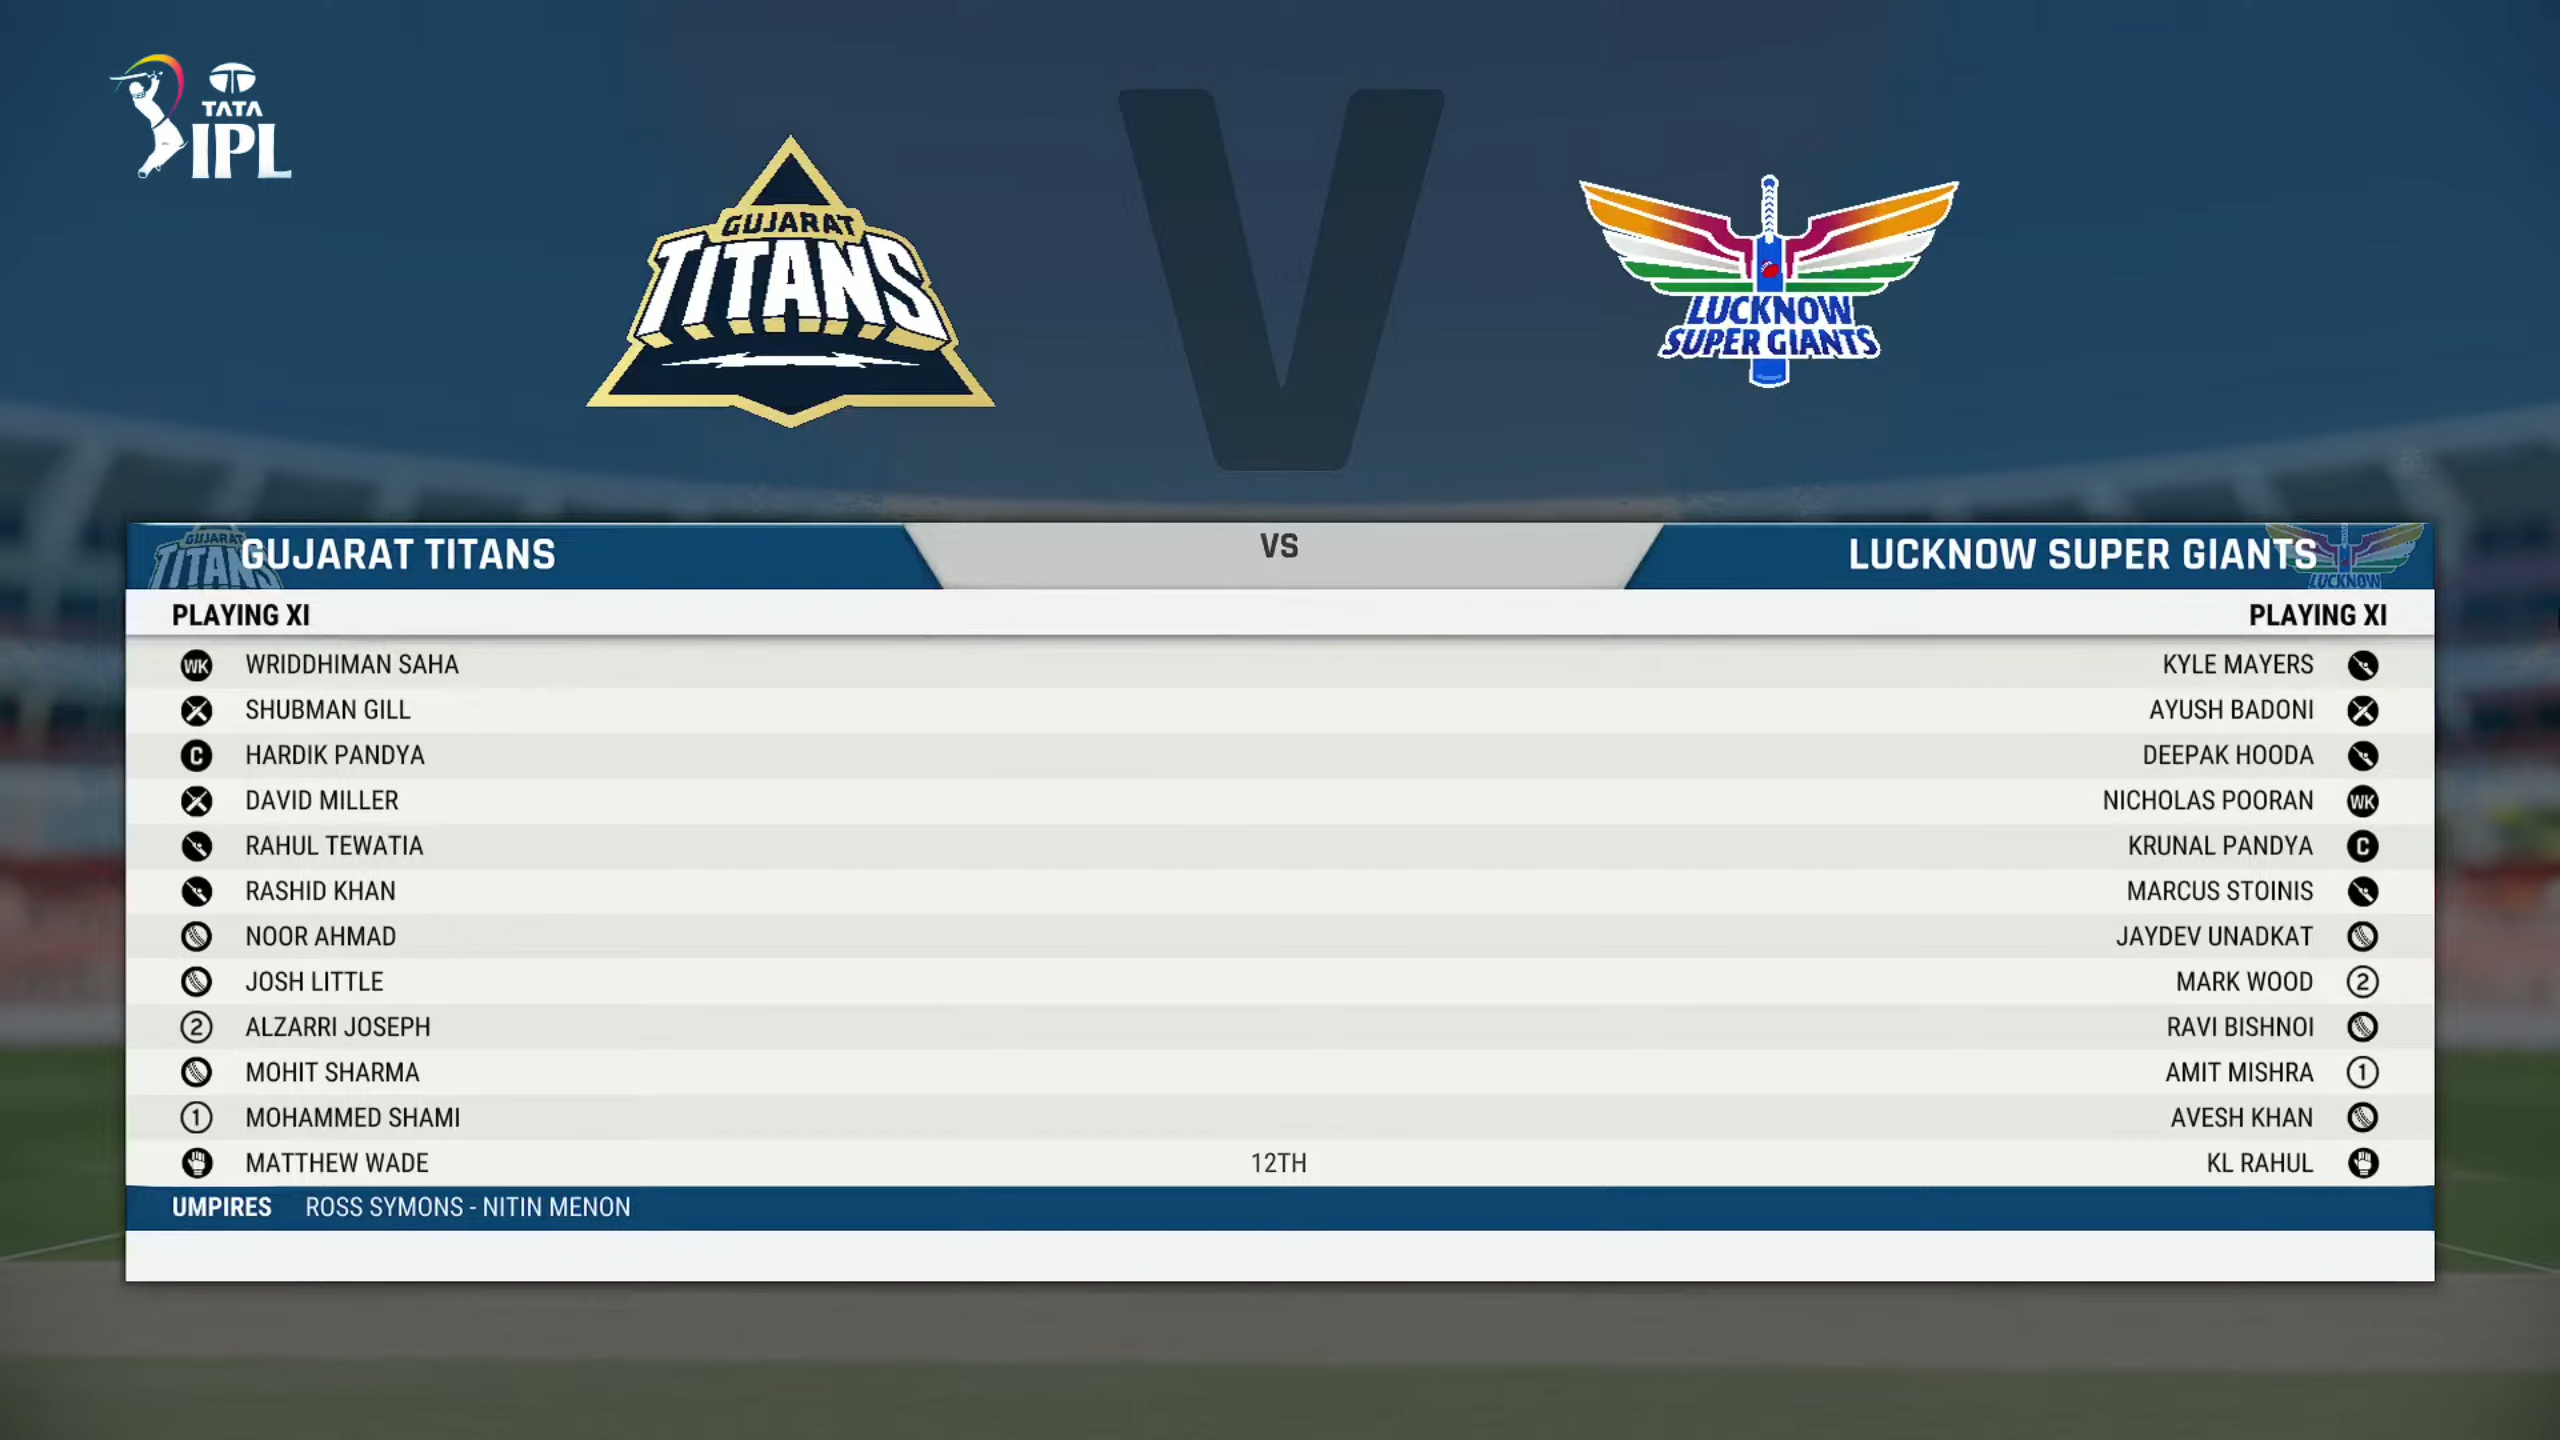 TATA
IPL
V
GUJARAT
TITANS
LUCKNOW
SUPER GIANTS
GUJARAT TITANS
VS
LUCKNOW SUPER GIANTS
GUJARAT
TITANS
LUCKNOW
PLAYING XI
PLAYING XI
WK WRIDDHIMAN SAHA KYLE MAYERS
SHUBMAN GILL AYUSH BADONI
C HARDIK PANDYA DEEPAK HOODA
DAVID MILLER NICHOLAS POORAN WK
RAHUL TEWATIA KRUNAL PANDYA C
RASHID KHAN MARCUS STOINIS
NOOR AHMAD JAYDEV UNADKAT
JOSH LITTLE MARK WOOD 2
2 ALZARRI JOSEPH RAVI BISHNOI
MOHIT SHARMA AMIT MISHRA 1
1 MOHAMMED SHAMI AVESH KHAN
MATTHEW WADE 12TH KL RAHUL
UMPIRES ROSS SYMONS - NITIN MENON